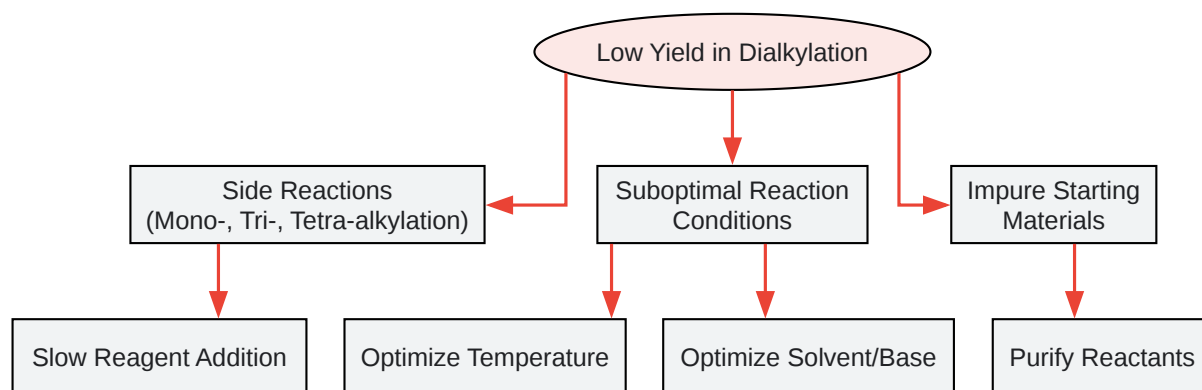 Low Yield in Dialkylation
Side Reactions
(Mono-, Tri-, Tetra-alkylation)
Suboptimal Reaction
Conditions
Impure Starting
Materials
Slow Reagent Addition
Optimize Temperature
Optimize Solvent/Base
Purify Reactants